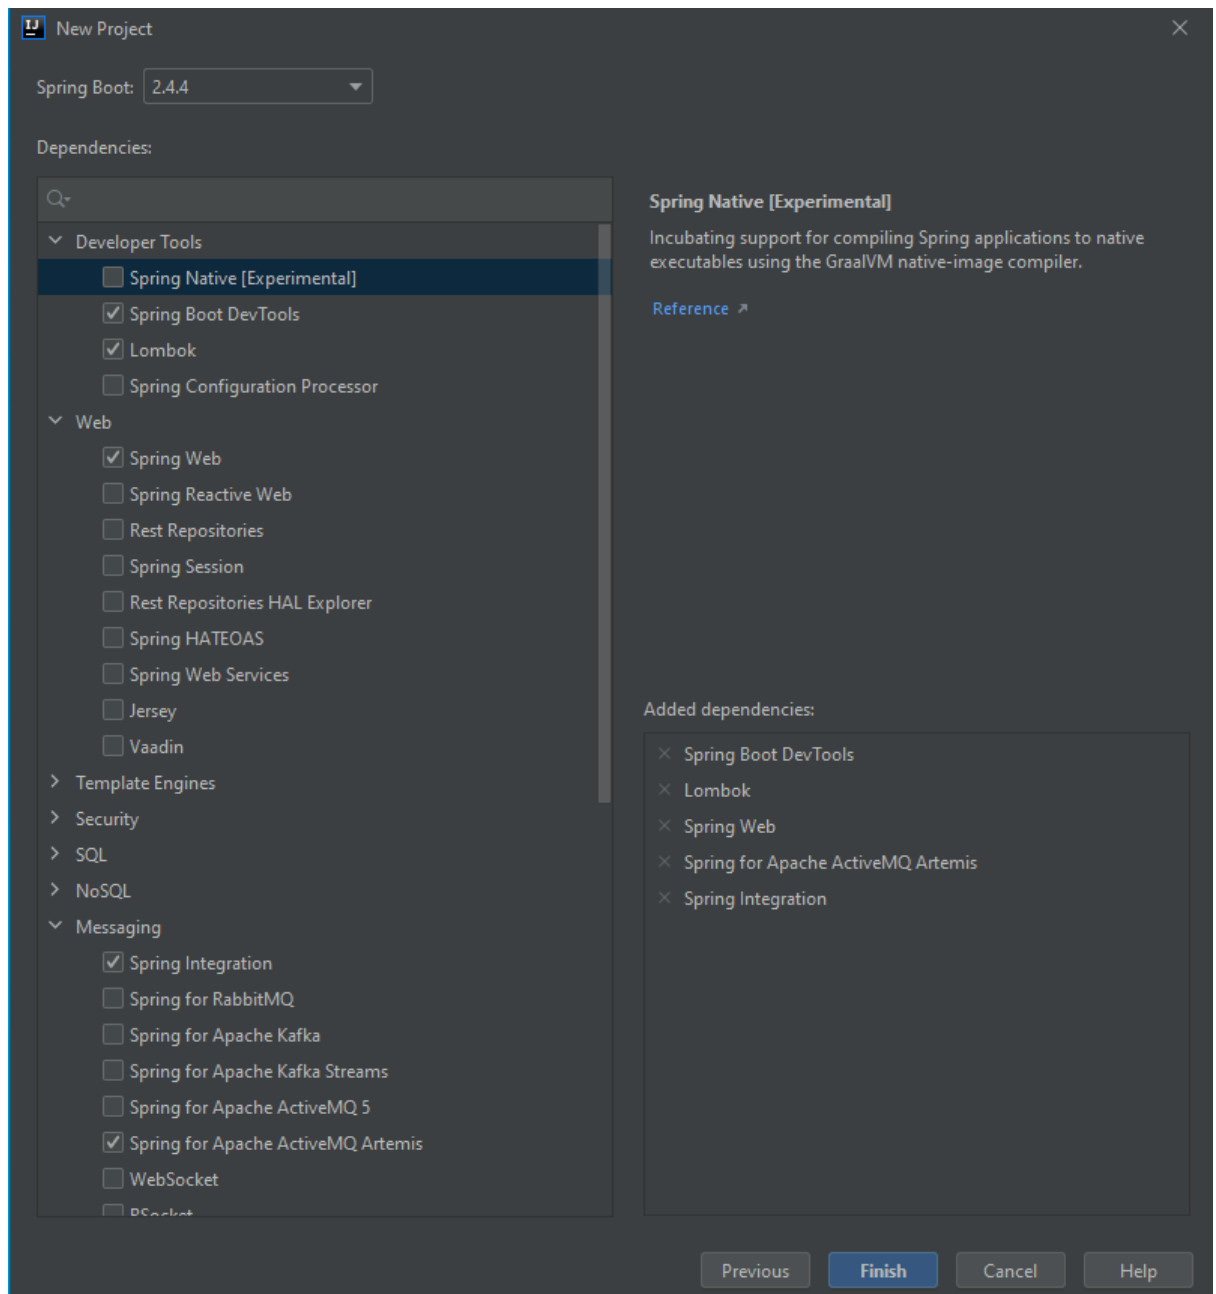 New Project
Spring Boot: 2.4.4
Dependencies:
Developer Tools
Spring Native [Experimental]
Spring Boot DevTools
Lombok
Spring Configuration Processor
Web
Spring Web
Spring Reactive Web
Rest Repositories
Spring Session
Rest Repositories HAL Explorer
Spring HATEOAS
Spring Web Services
Jersey
Vaadin
Template Engines
Security
SQL
NoSQL
Messaging
Spring Integration
Spring for RabbitMQ
Spring for Apache Kafka
Spring for Apache Kafka Streams
Spring for Apache ActiveMQ 5
Spring for Apache ActiveMQ Artemis
WebSocket
RSocket
Spring Native [Experimental]
Incubating support for compiling Spring applications to native
executables using the GraalVM native-image compiler.
Reference
Added dependencies:
Spring Boot DevTools
Lombok
Spring Web
Spring for Apache ActiveMQ Artemis
Spring Integration
Previous
Finish
Cancel
Help